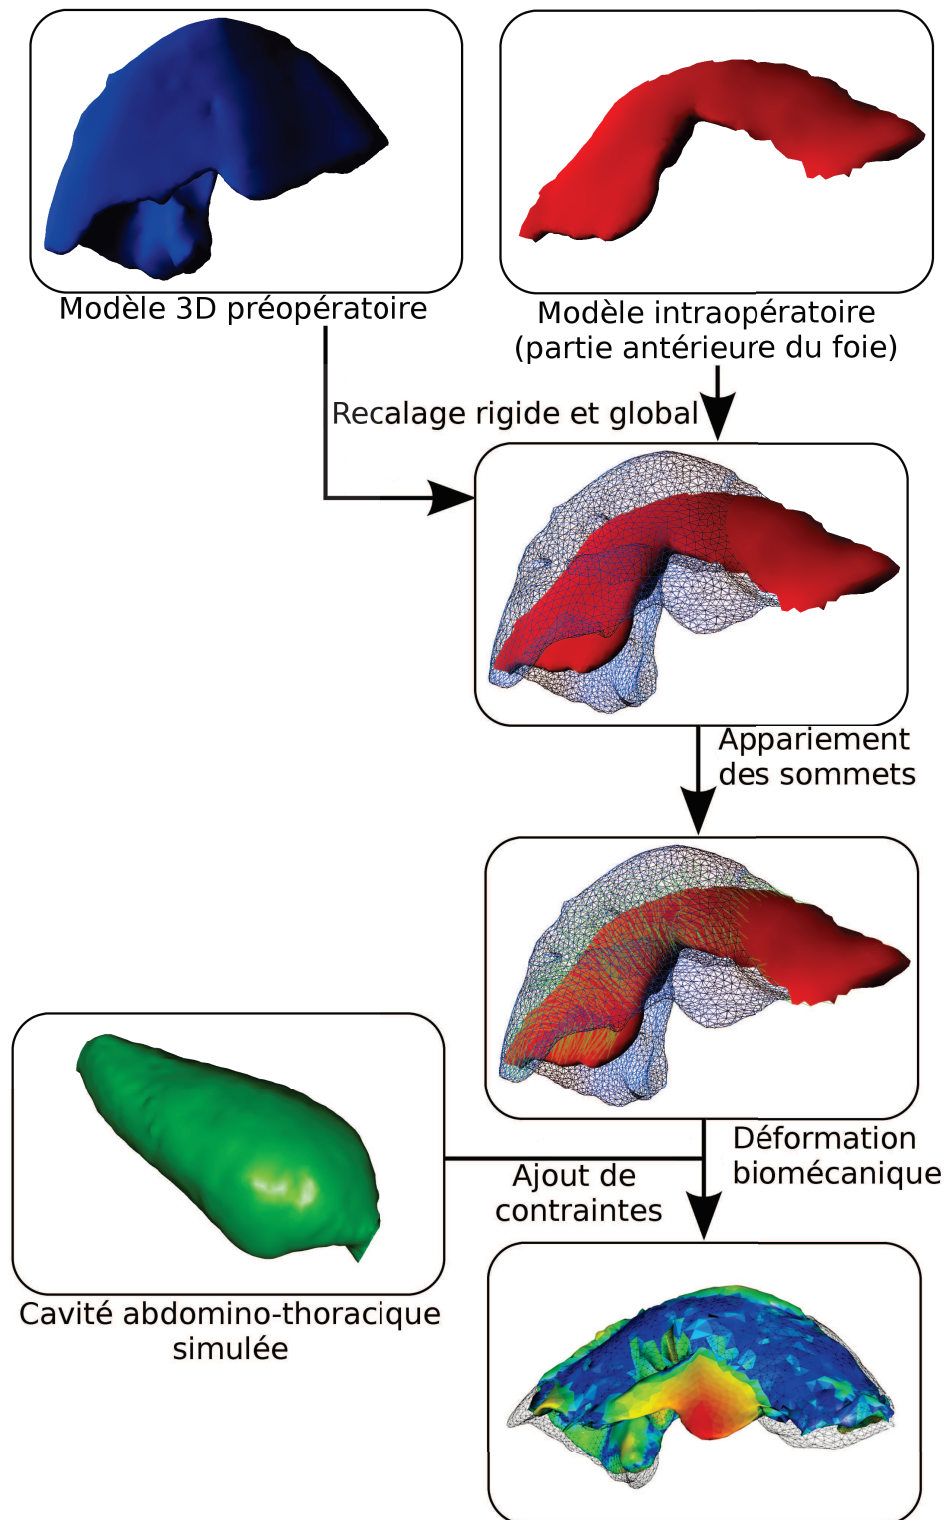 Modèle 3D préopératoire
Modèle intraopératoire
(partie antérieure du foie)
Recalage rigide et global
Appariement
des sommets
Déformation
biomécanique
Ajout de
contraintes
Cavité abdomino-thoracique
simulée